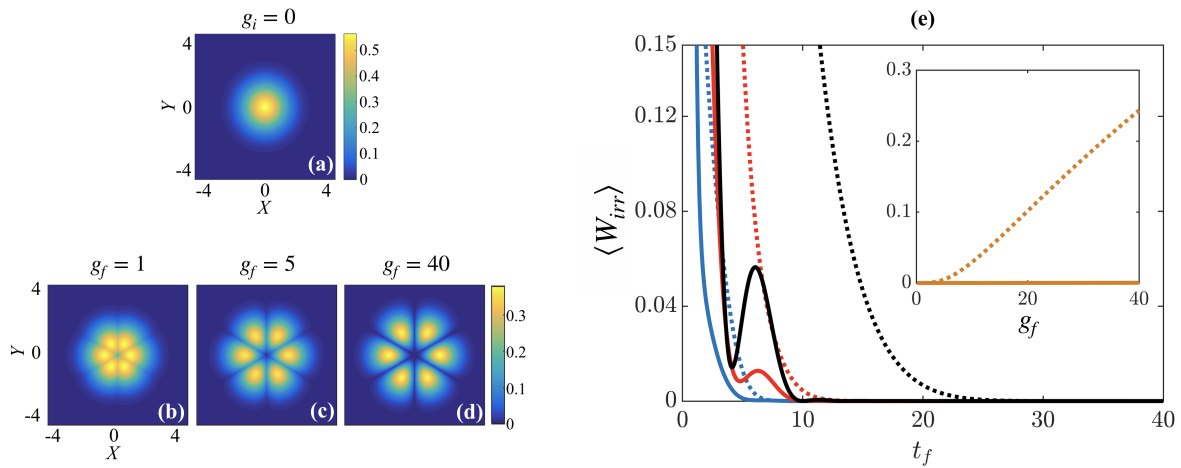 g_i = 0
4
0
-4
Y
-4 0 4
X
0.5
0.4
0.3
0.2
0.1
0
(a)
g_f = 1
g_f = 5
g_f = 40
4
0
-4
Y
-4 0 4
X
(b)
(c)
(d)
0.3
0.2
0.1
0
(e)
0.15
0.12
0.08
0.04
0
⟨W_irr⟩
0 10 20 30 40
t_f
0.3
0.2
0.1
0
0 20 40
g_f